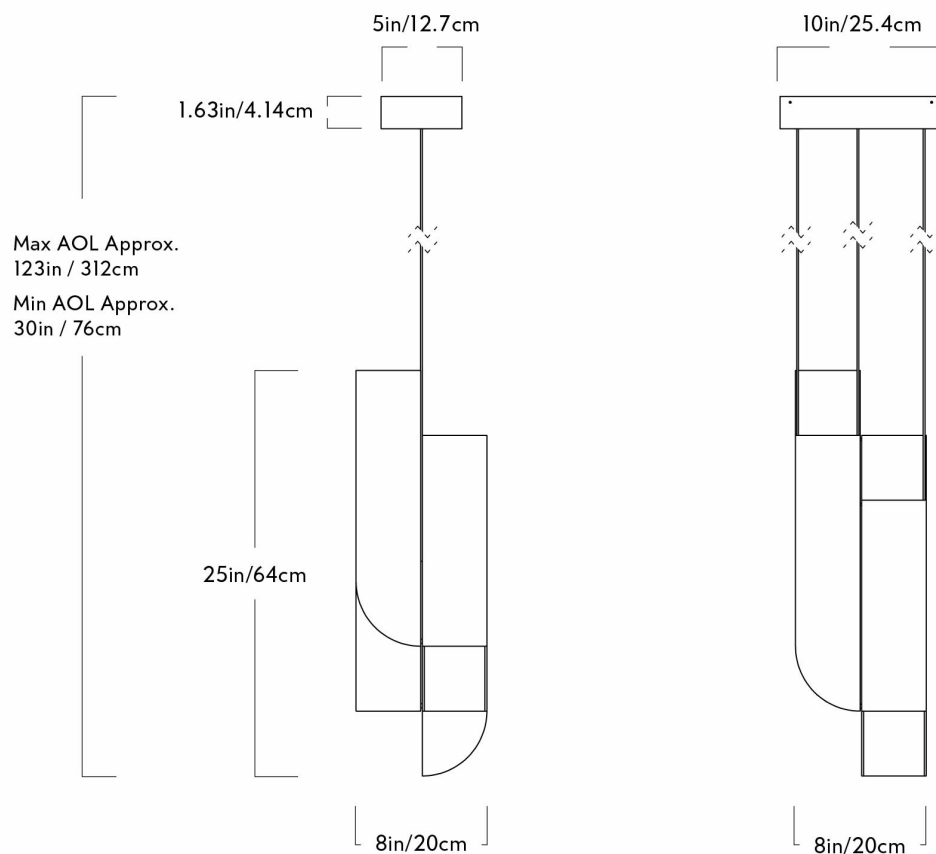 5in/12.7cm
10in/25.4cm
1.63in/4.14cm
Max AOL Approx.
123in / 312cm
Min AOL Approx.
30in / 76cm
25in/64cm
8in/20cm
8in/20cm